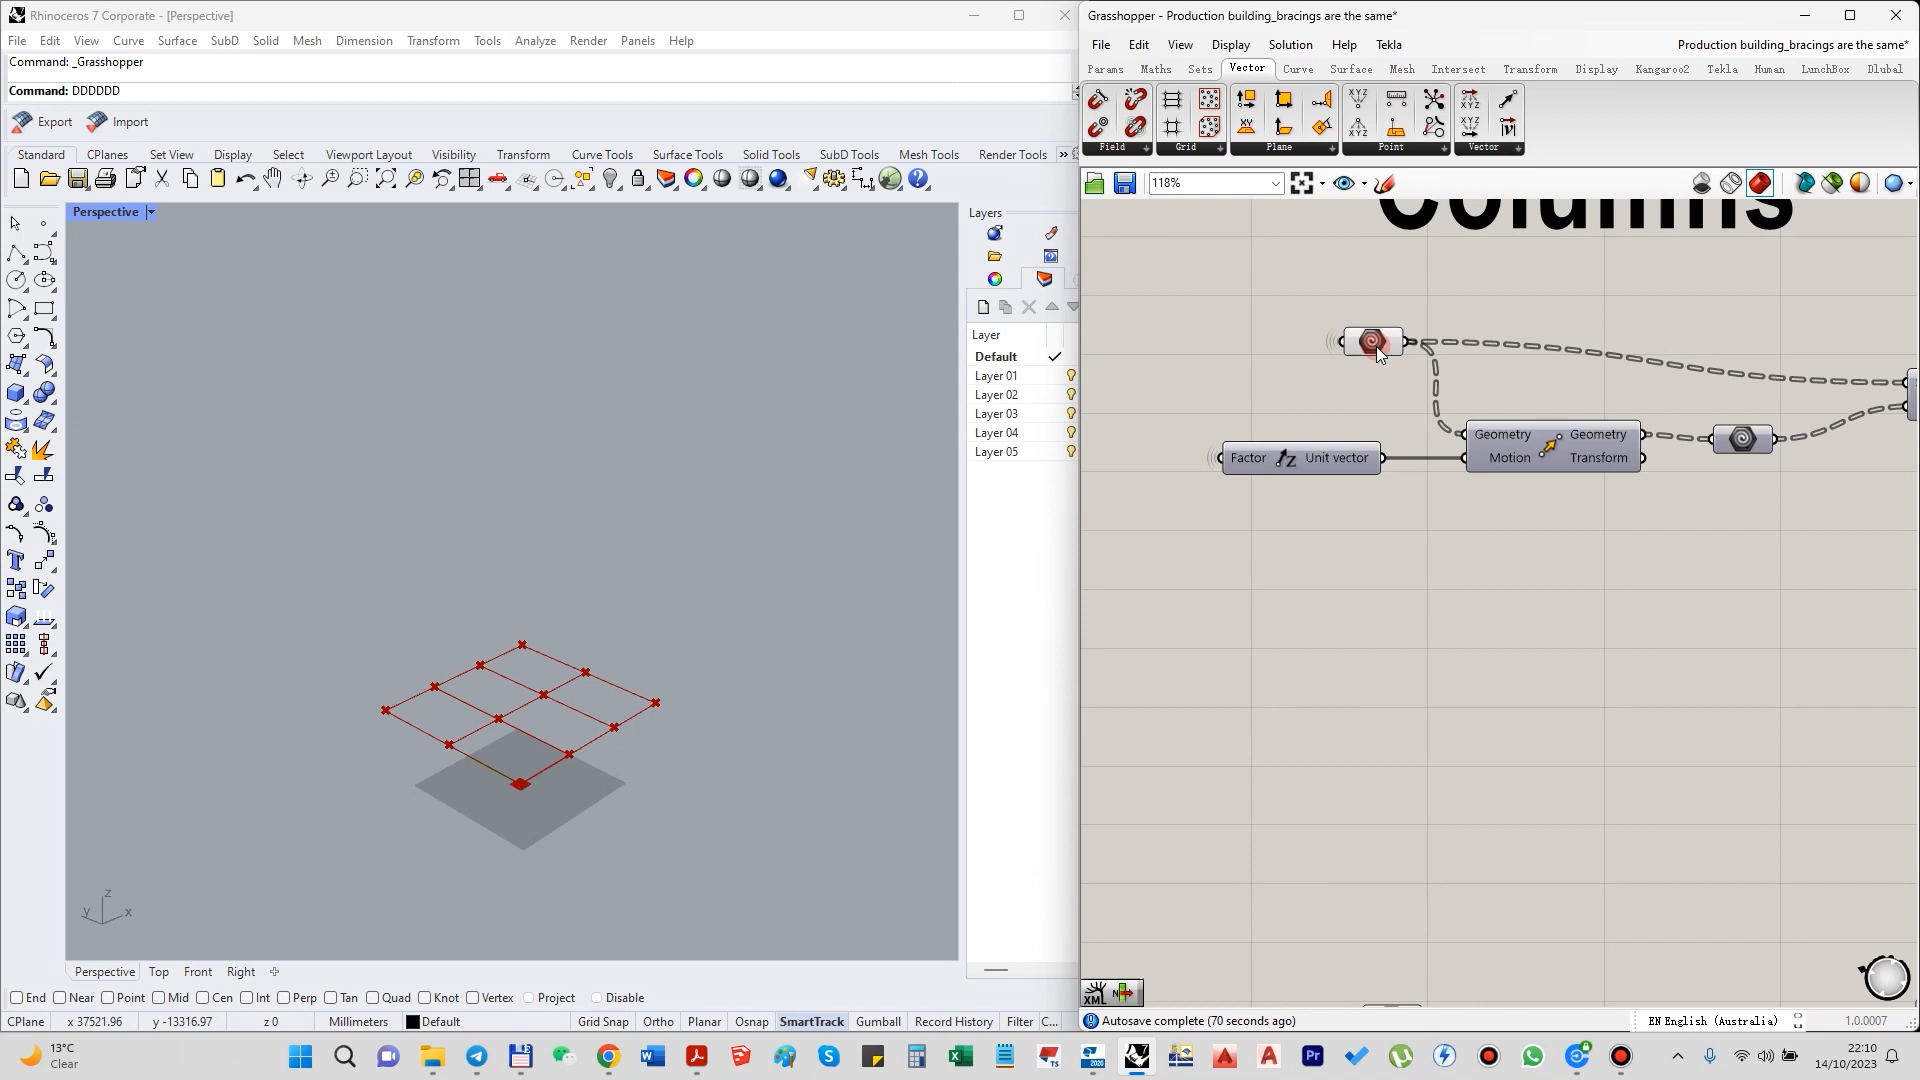 Rhinoceros 7 Corporate - [Perspective]
File Edit View Curve Surface SubD Solid Mesh Dimension Transform Tools Analyze Render Panels Help
Command: _Grasshopper
Command: DDDDDD
Export Import
Standard CPlanes Set View Display Select Viewport Layout Visibility Transform Curve Tools Surface Tools Solid Tools SubD Tools Mesh Tools Render Tools »
Perspective
Layers
Layer
Default
Layer 01
Layer 02
Layer 03
Layer 04
Layer 05
z
y x
Perspective Top Front Right
End Near Point Mid Cen Int Perp Tan Quad Knot Vertex Project Disable
CPlane x 37521.96 y -13316.97 z 0 Millimeters Default Grid Snap Ortho Planar Osnap SmartTrack Gumball Record History Filter C...
Grasshopper - Production building_bracings are the same*
File Edit View Display Solution Help Tekla Production building_bracings are the same*
Params Maths Sets Vector Curve Surface Mesh Intersect Transform Display Kangaroo2 Tekla Human LunchBox Dlubal
Field Grid Plane Point Vector
118%
Columns
Geometry Geometry
Motion Transform
Factor Unit vector
XML N
Autosave complete (70 seconds ago) EN English (Australia) 1.0.0007
13°C
Clear
22:10
14/10/2023